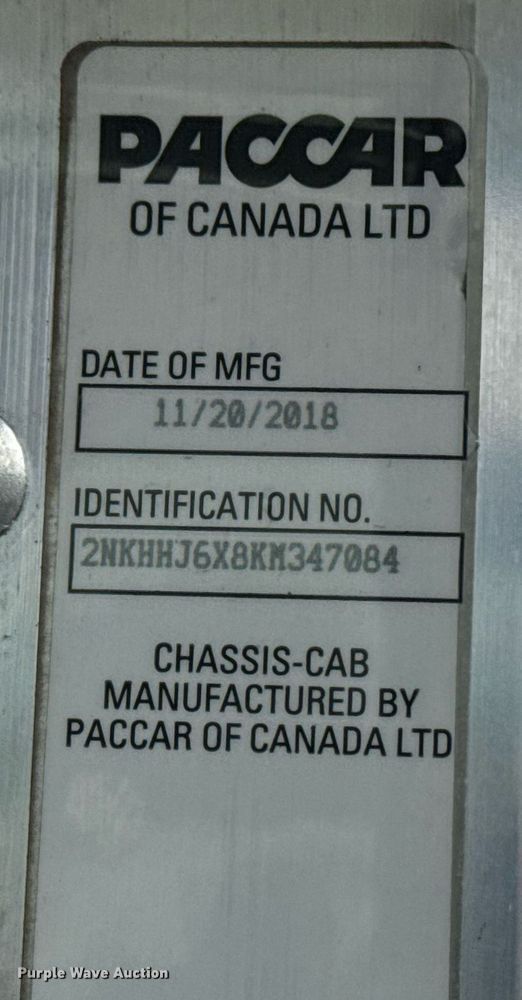 PACCAR
OF CANADA LTD
DATE OF MFG
11/20/2018
IDENTIFICATION NO.
2NKHHJ6X8KM347084
CHASSIS-CAB
MANUFACTURED BY
PACCAR OF CANADA LTD
Purple Wave Auction